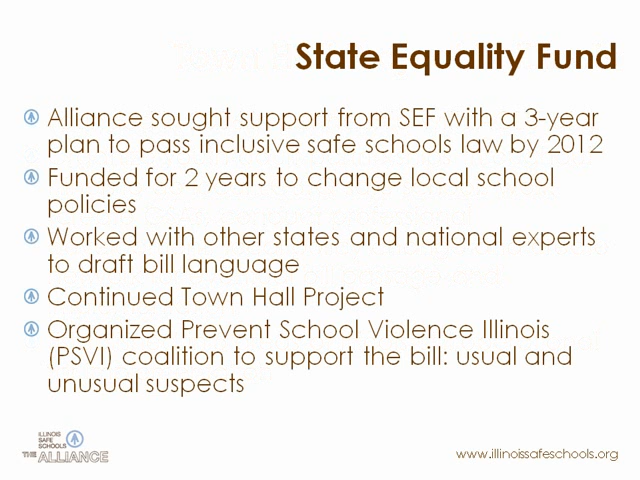 State Equality Fund
Alliance sought support from SEF with a 3-year
plan to pass inclusive safe schools law by 2012
Funded for 2 years to change local school
policies
Worked with other states and national experts
to draft bill language
Continued Town Hall Project
Organized Prevent School Violence Illinois
(PSVI) coalition to support the bill: usual and
unusual suspects
ILLINOIS
SAFE
SCHOOLS
THE ALLIANCE
www.illinoissafeschools.org